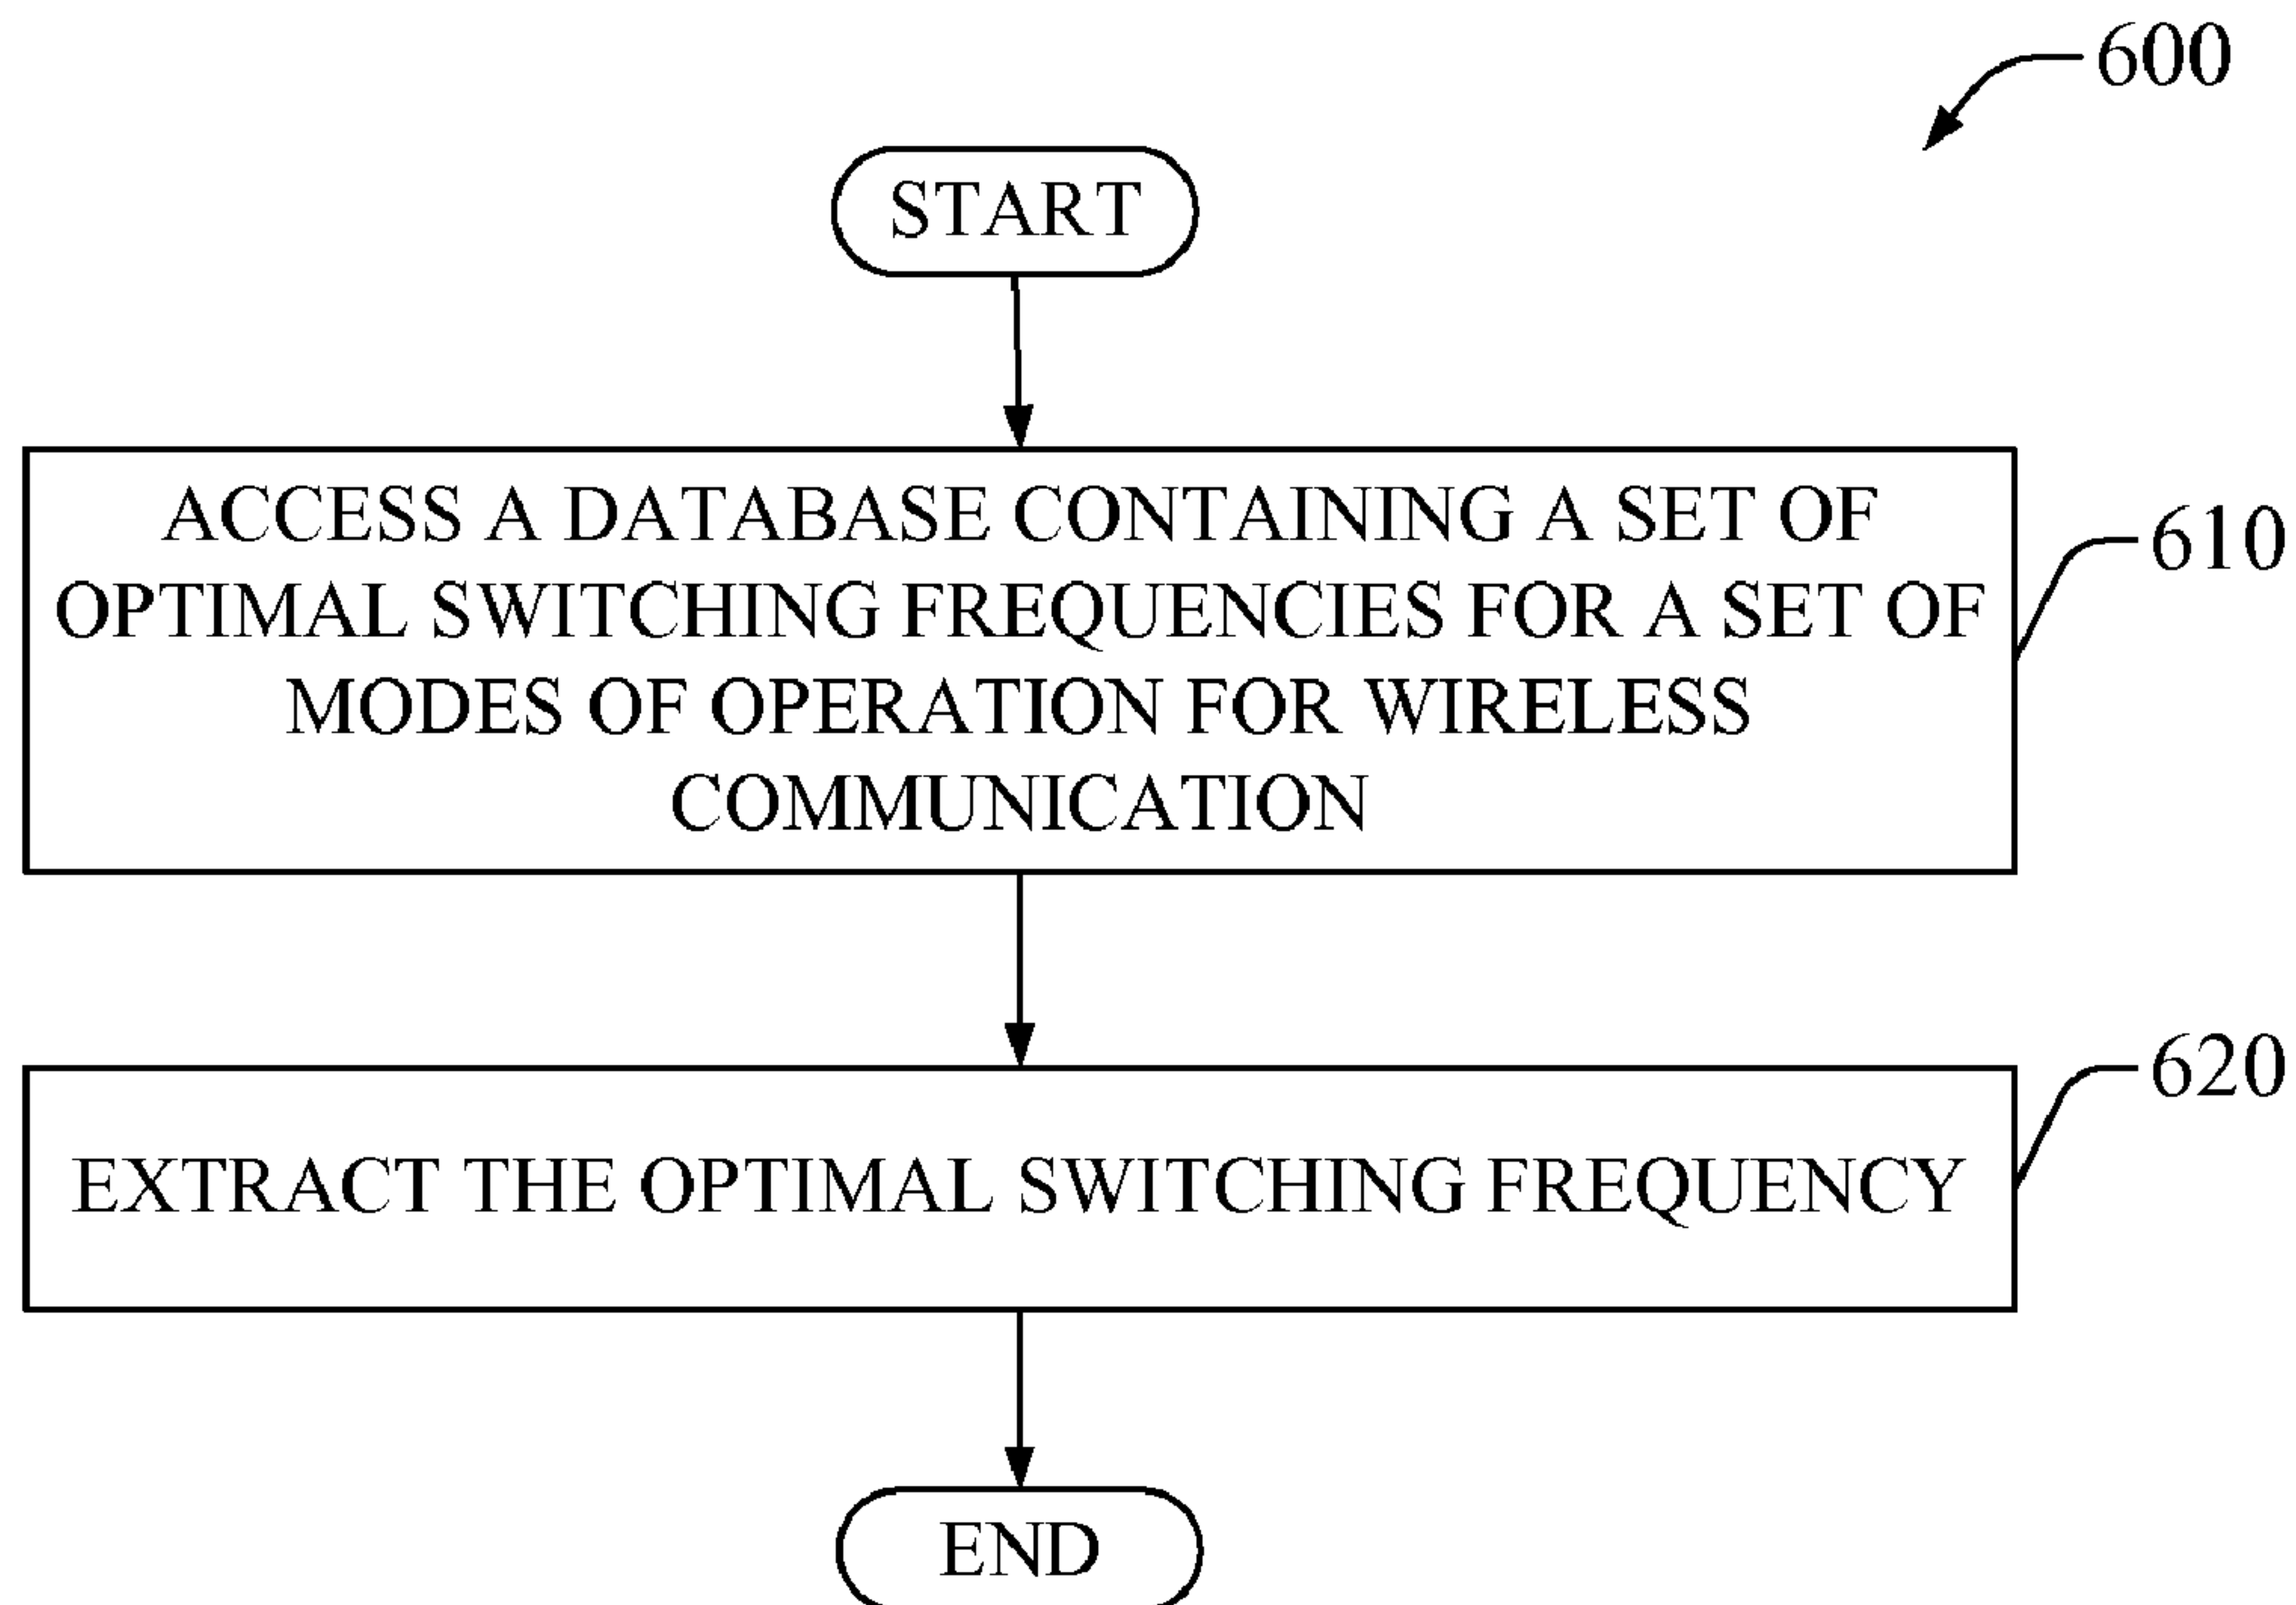 600
START
ACCESS A DATABASE CONTAINING A SET OF
OPTIMAL SWITCHING FREQUENCIES FOR A SET OF
MODES OF OPERATION FOR WIRELESS
COMMUNICATION
610
EXTRACT THE OPTIMAL SWITCHING FREQUENCY
620
END